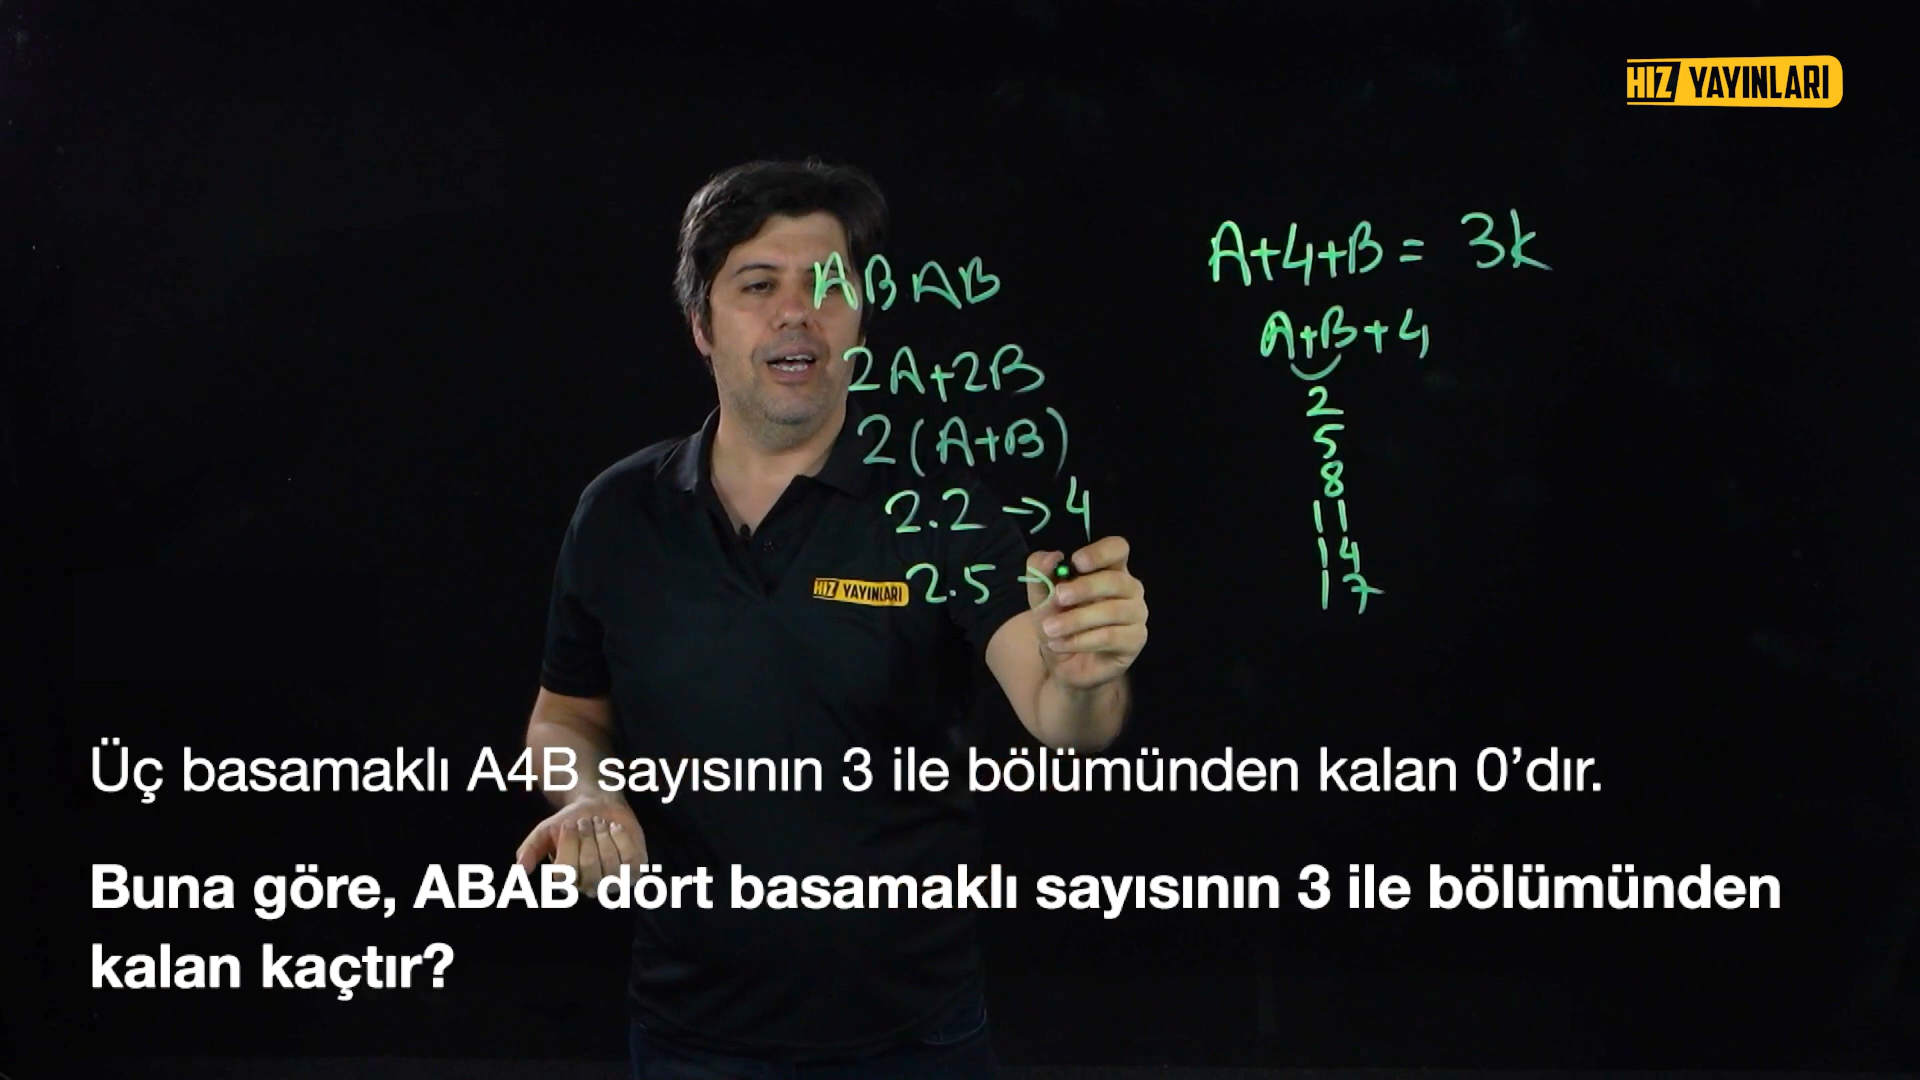 HIZ YAYINLARI
ABAB
2A+2B
2(A+B)
2.2 → 4
2.5 →
A+4+B = 3k
A+B+4
2
5
8
11
14
17
HIZ YAYINLARI
Üç basamaklı A4B sayısının 3 ile bölümünden kalan 0’dır.
Buna göre, ABAB dört basamaklı sayısının 3 ile bölümünden
kalan kaçtır?